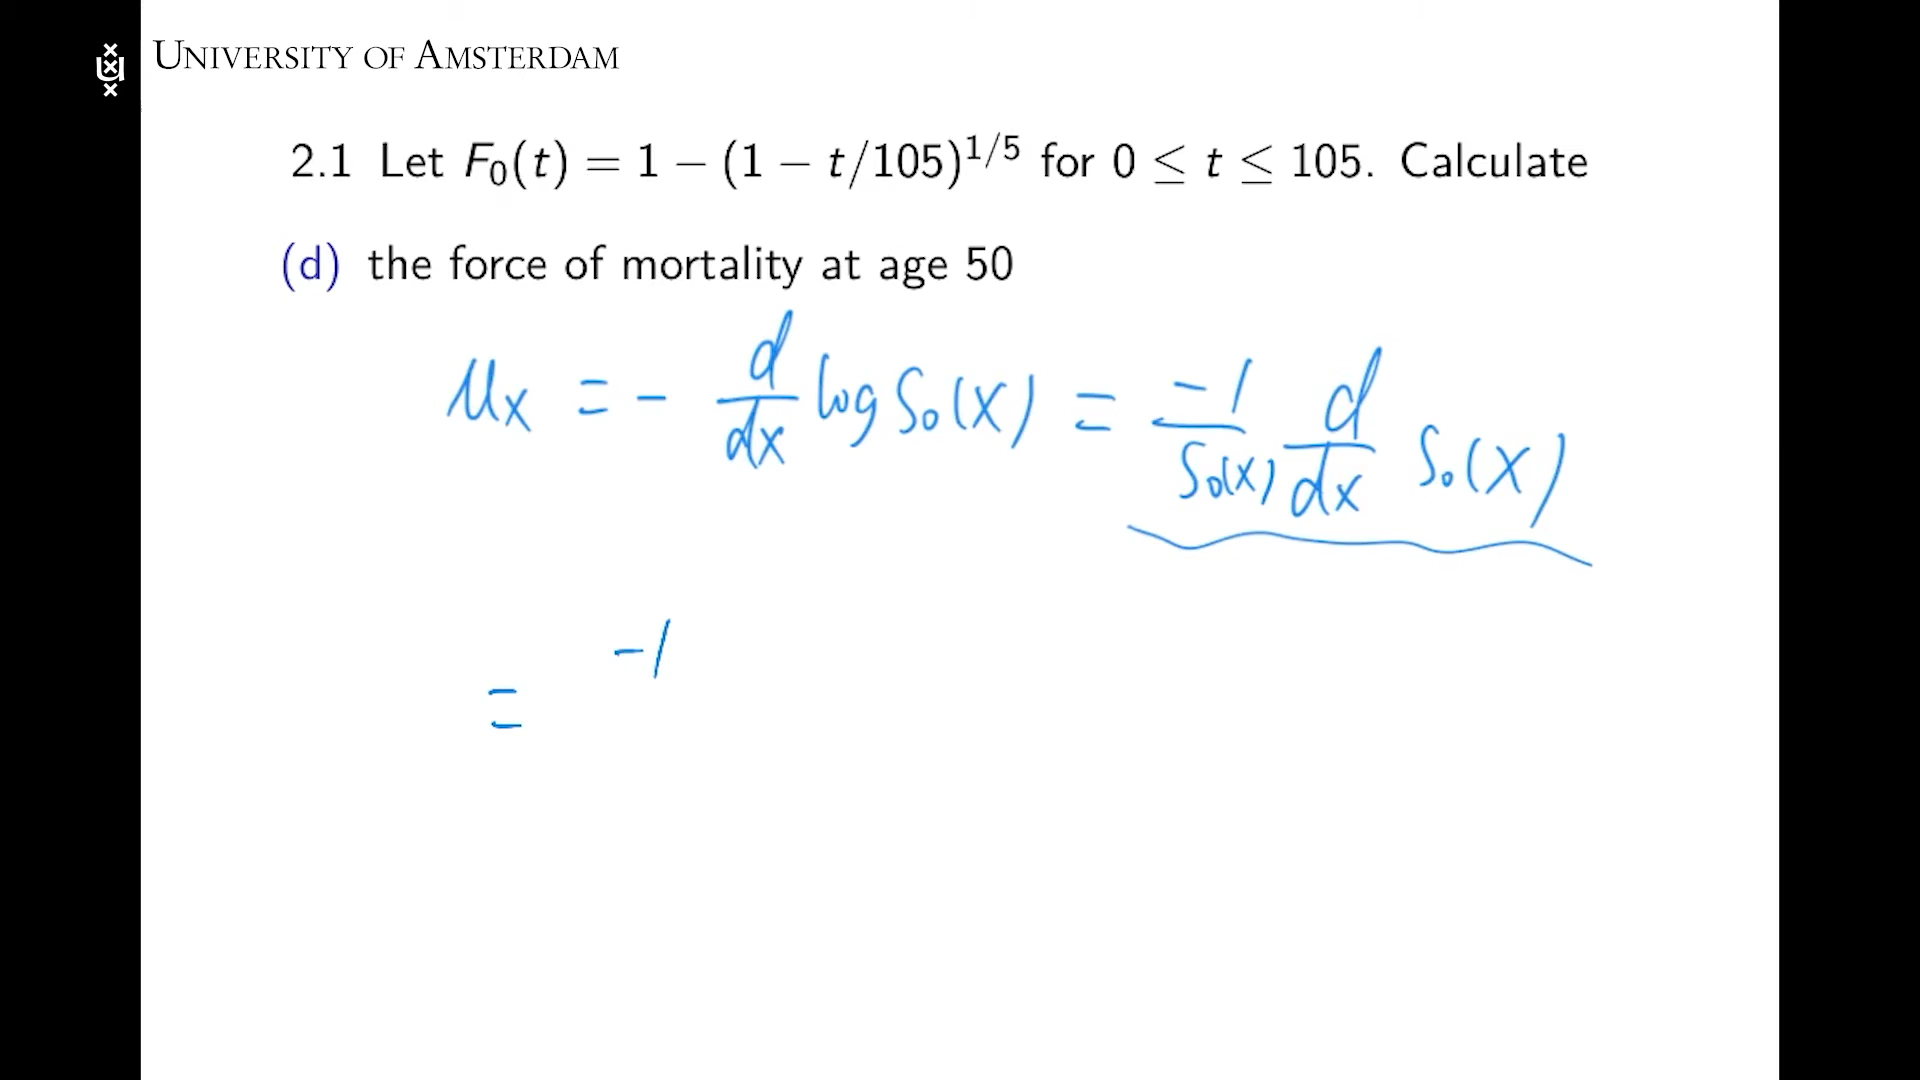 UNIVERSITY OF AMSTERDAM
2.1 Let F₀(t) = 1 − (1 − t/105)^{1/5} for 0 ≤ t ≤ 105. Calculate
(d) the force of mortality at age 50
μx = - d/dx log S₀(x) = -1/S₀(x) d/dx S₀(x)
= -1